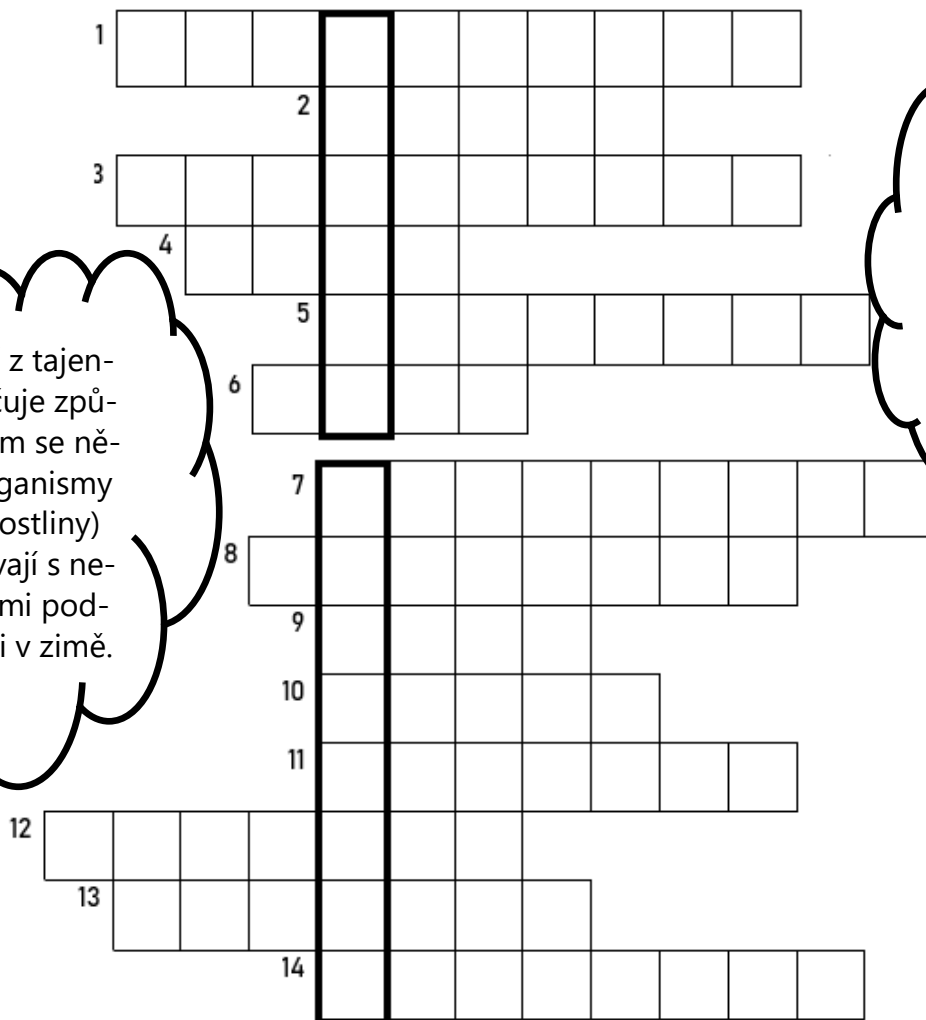 1
2
3
4
5
6
z tajen-
čuje způ-
m se ně-
ganismy
ostliny)
vají s ne-
mi pod-
i v zimě.
7
8
9
10
11
12
13
14